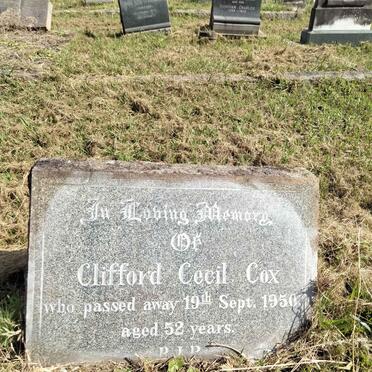 In Loving Memory
Of
Clifford Cecil Cox
who passed away 19th Sept. 1950,
aged 52 years.
R.I.P.